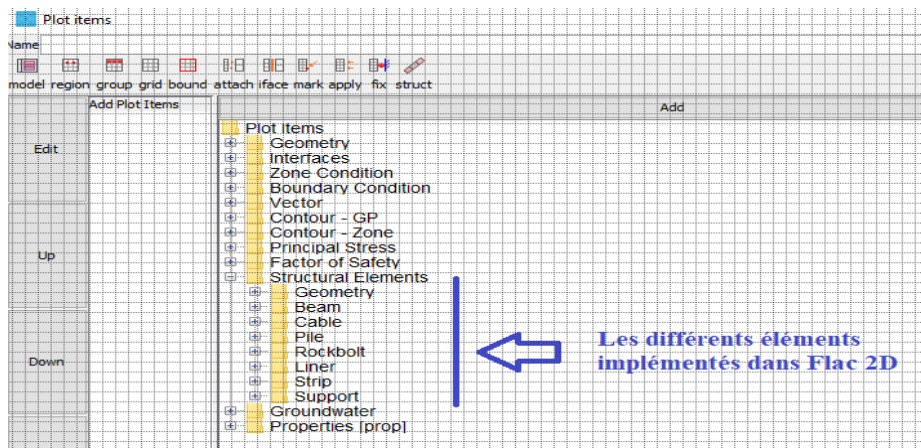 Plot items
Name
model region group grid bound attach iface mark apply fix struct
Add Plot Items
Add
Edit
Up
Down
Plot Items
Geometry
Interfaces
Zone Condition
Boundary Condition
Vector
Contour - GP
Contour - Zone
Principal Stress
Factor of Safety
Structural Elements
Geometry
Beam
Cable
Pile
Rockbolt
Liner
Strip
Support
Groundwater
Properties [prop]
Les différents éléments
implémentés dans Flac 2D